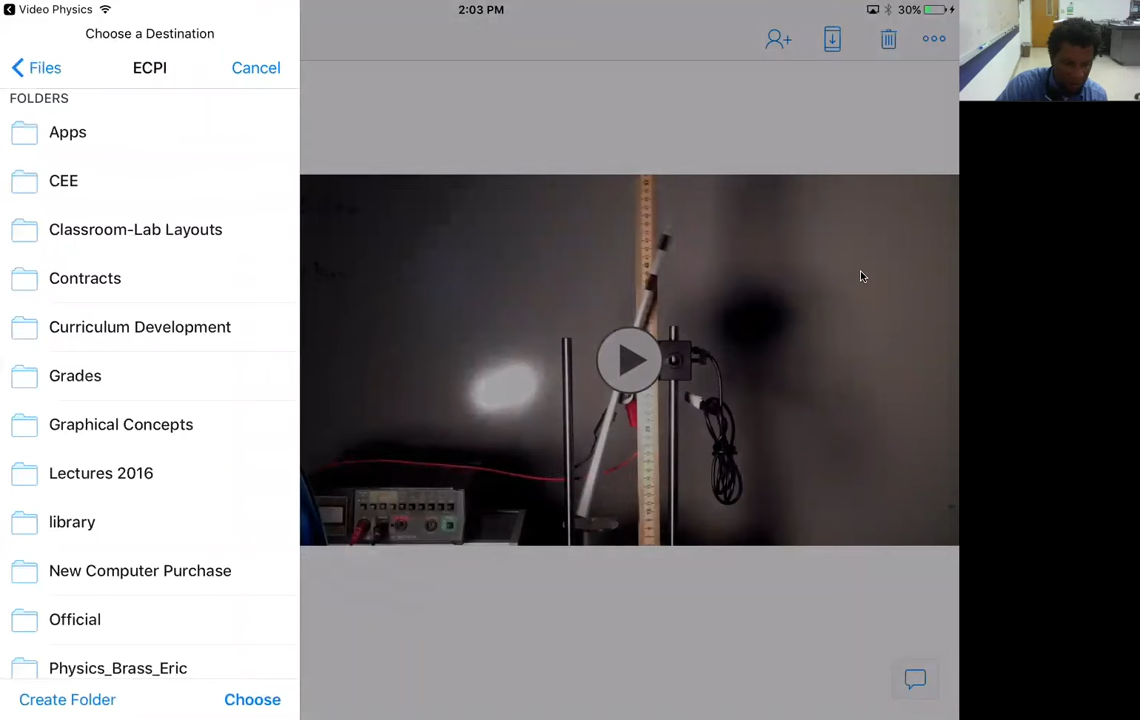 Video Physics
2:03 PM
30%
Choose a Destination
Files
ECPI
Cancel
FOLDERS
Apps
CEE
Classroom-Lab Layouts
Contracts
Curriculum Development
Grades
Graphical Concepts
Lectures 2016
library
New Computer Purchase
Official
Physics_Brass_Eric
Create Folder
Choose